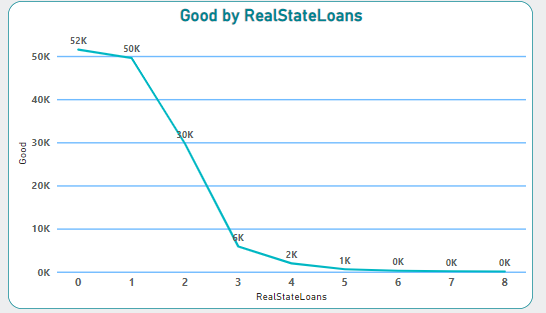 Good by RealStateLoans
52K
50K
50K
40K
30K
30K
20K
10K
6K
2K
1K
0K
0K
0K
0K
Good
0 1 2 3 4 5 6 7 8
RealStateLoans